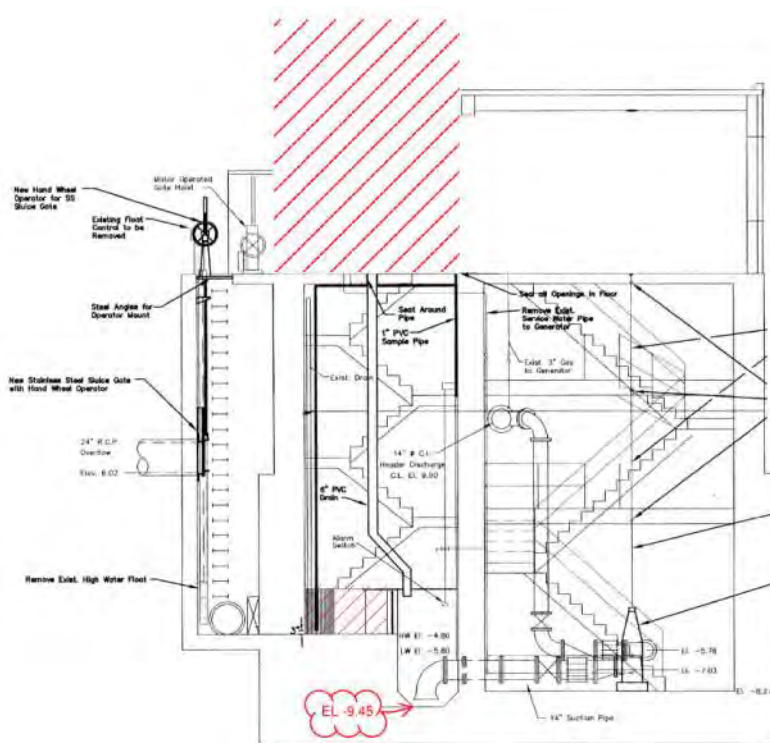 Motor Operated
Gate Hoist
New Hand Wheel
Operator for SS
Sluice Gate
Existing Float
Control to be
Removed
Steel Angles for
Operator Mount
Seal Around
Pipe
1" PVC
Sample Pipe
Seal all Openings in Floor
Remove Exist.
Service Water Pipe
to Generator
Exist. 3" Gas
to Generator
Exist. Drain
New Stainless Steel Sluice Gate
with Hand Wheel Operator
24" R.C.P.
Overflow
Elev. 6.02
14" ø C.I.
Header Discharge
C.L. El. 9.80
6" PVC
Drain
Alarm
Switch
Remove Exist. High Water Float
HW El. -4.80
LW El. -5.80
El. -5.78
El. -7.03
EL -9.45
14" Suction Pipe